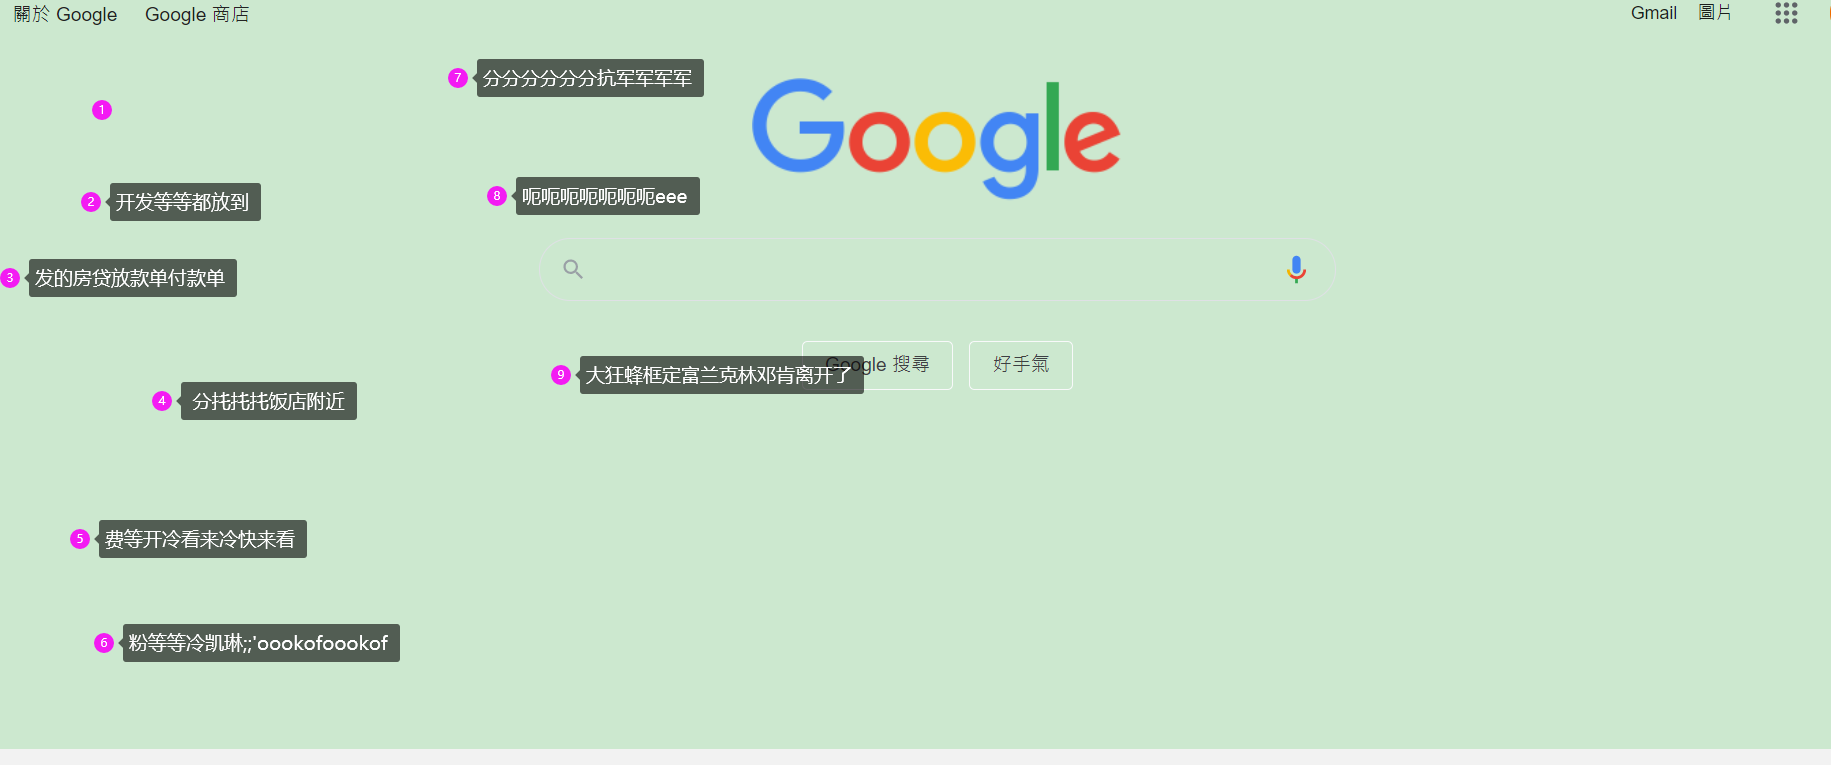 關於 Google
Google 商店
Gmail
圖片
1
2 开发等等都放到
3 发的房贷放款单付款单
4 分扥扥扥饭店附近
5 费等开冷看来冷快来看
6 粉等等冷凯琳;;'oookofoookof
7 分分分分分分抗军军军军
8 呃呃呃呃呃呃呃eee
Google
9 大狂蜂框定富兰克林邓肯离开了
Google 搜尋
好手氣